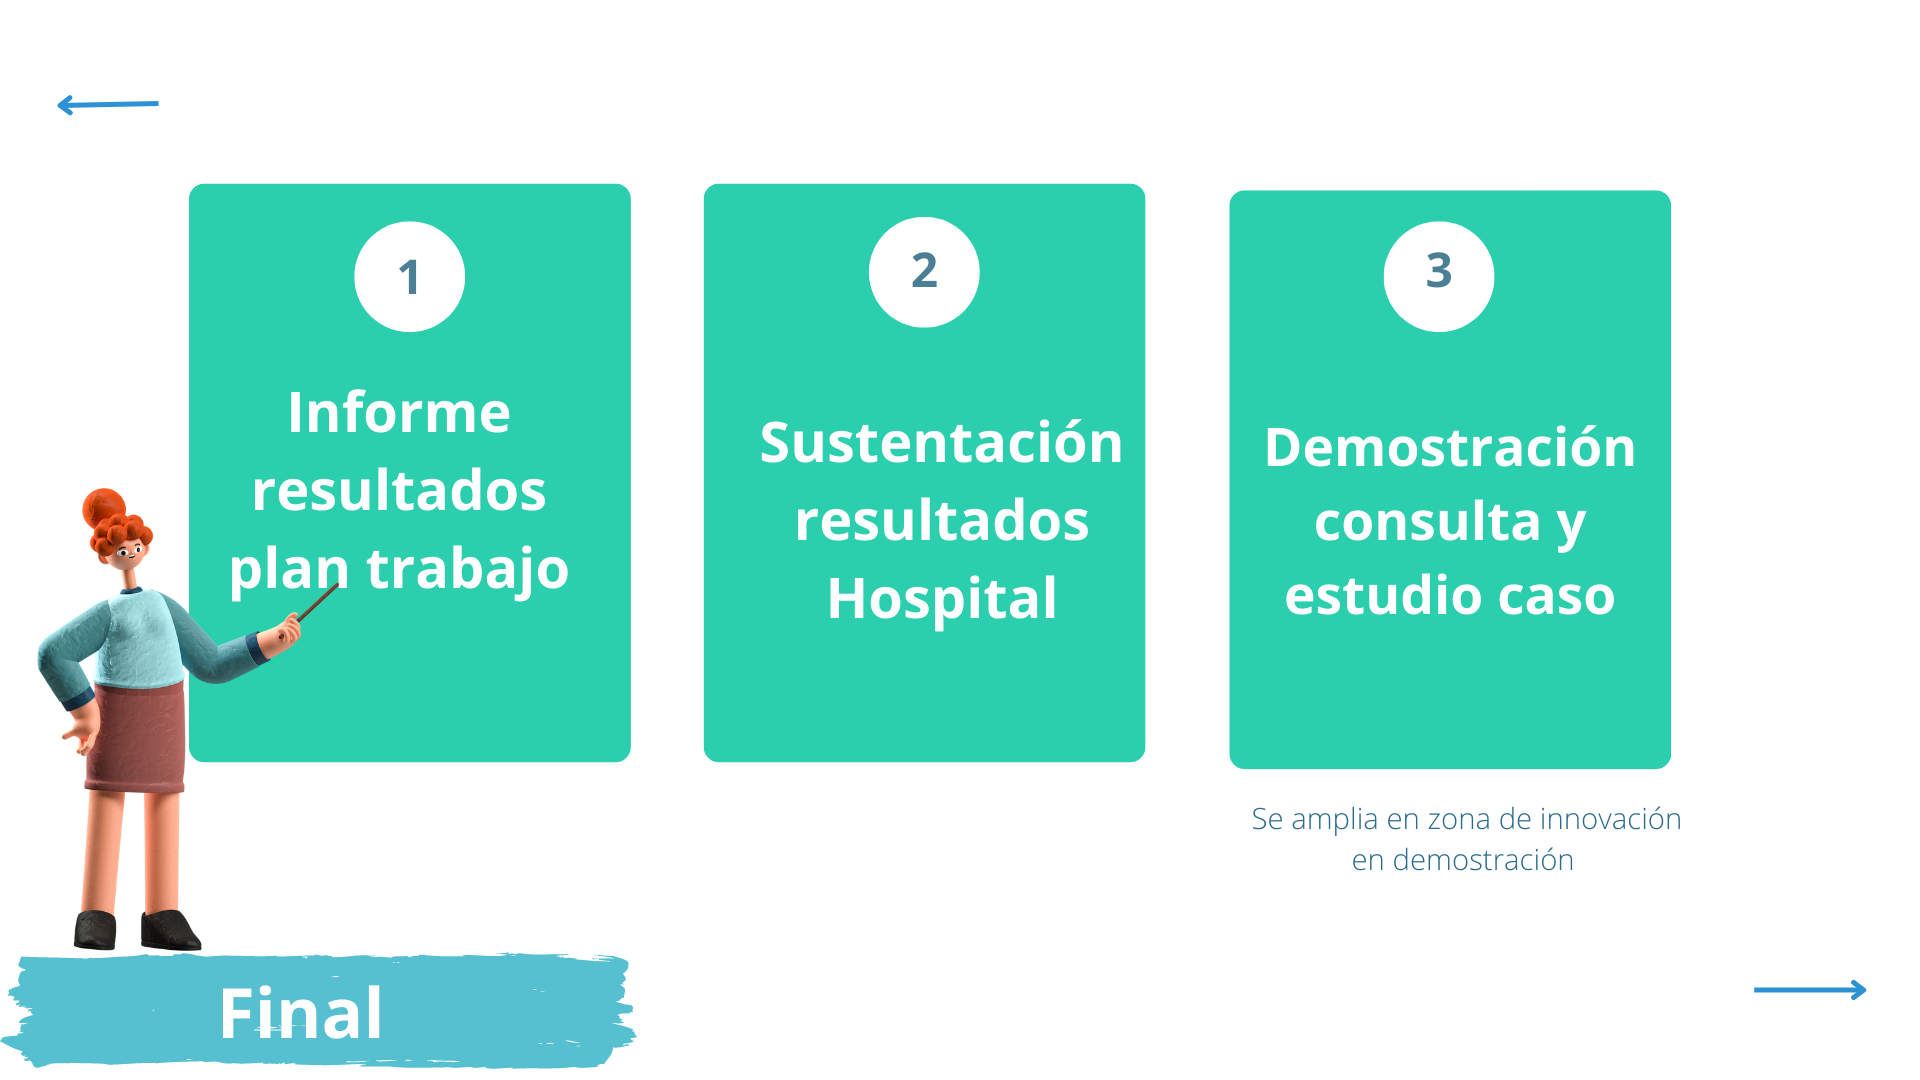 1
Informe
resultados
plan trabajo
2
Sustentación
resultados
Hospital
3
Demostración
consulta y
estudio caso
Se amplia en zona de innovación
en demostración
Final